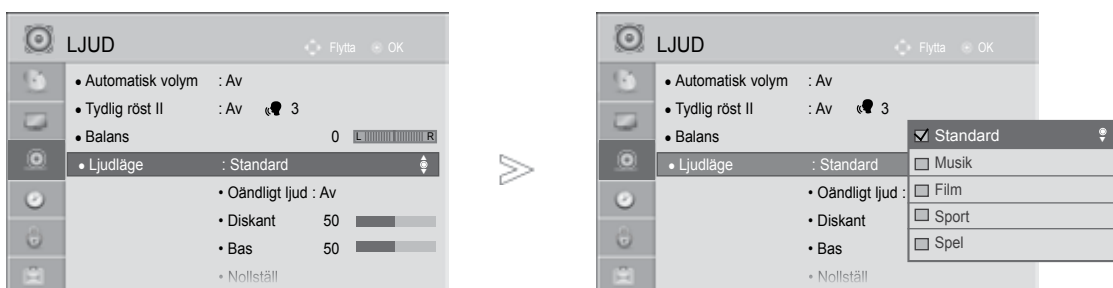 LJUD
Flytta OK
• Automatisk volym : Av
• Tydlig röst II : Av 3
• Balans 0 L R
• Ljudläge : Standard
• Oändligt ljud : Av
• Diskant 50
• Bas 50
• Nollställ
LJUD
Flytta OK
• Automatisk volym : Av
• Tydlig röst II : Av 3
• Balans
• Ljudläge : Standard
• Oändligt ljud :
• Diskant
• Bas
• Nollställ
Standard
Musik
Film
Sport
Spel